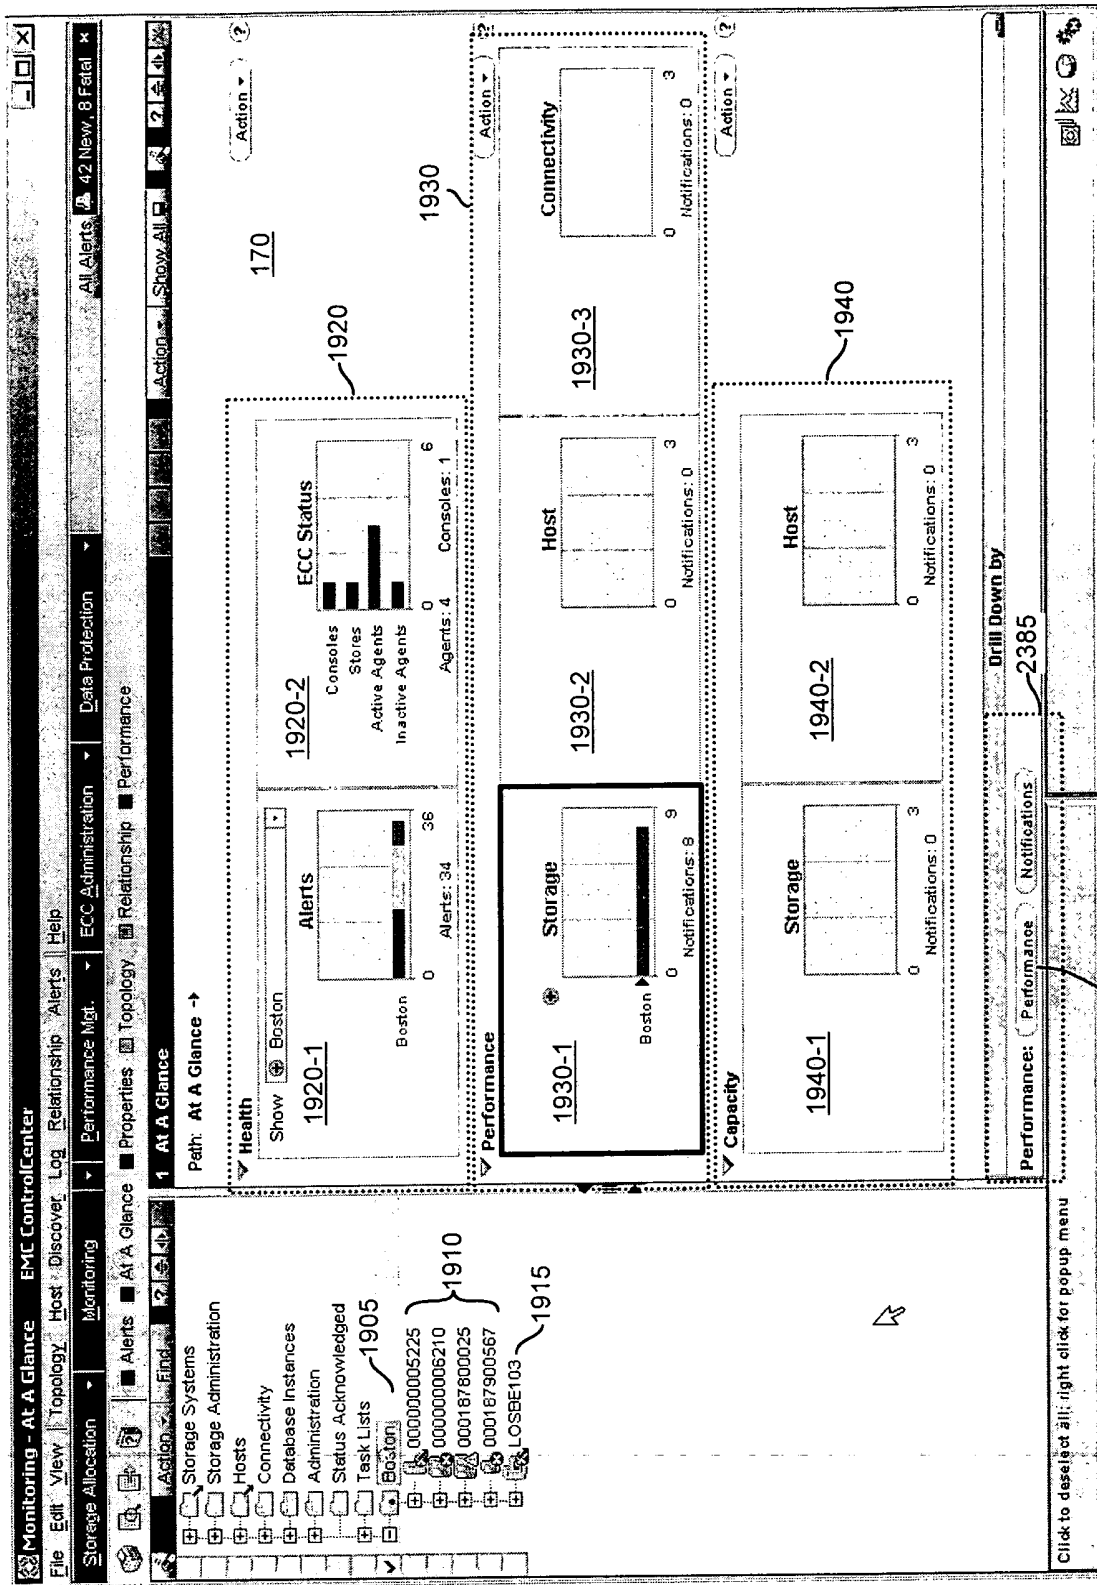 Monitoring - At A Glance EMC ControlCenter
File Edit View Topology Host Discover Log Relationship Alerts Help
Storage Allocation Monitoring Performance Mgt. ECC Administration Data Protection All Alerts 42 New, 8 Fatal
Alerts At A Glance Properties Topology Relationship Performance
Action Find
Storage Systems
Storage Administration
Hosts
Connectivity
Database Instances
Administration
Status Acknowledged
Task Lists
Boston
000000005225
000000006210
000187800025
000187900567
LOSBE103
1905
1910
1915
1 At A Glance Action Show All
Path: At A Glance ->
170
Health Action ?
1920
Show Boston
1920-1
Alerts
Boston
0 36
Alerts: 34
1920-2
ECC Status
Consoles
Stores
Active Agents
Inactive Agents
0 6
Agents: 4 Consoles: 1
1930
Performance Action ?
1930-1
Storage
Boston
0 9
Notifications: 8
1930-2
Host
0 3
Notifications: 0
1930-3
Connectivity
0 3
Notifications: 0
Capacity Action ?
1940
1940-1
Storage
0 3
Notifications: 0
1940-2
Host
0 3
Notifications: 0
Drill Down by
2385
Performance: Performance Notifications
Click to deselect all; right click for popup menu